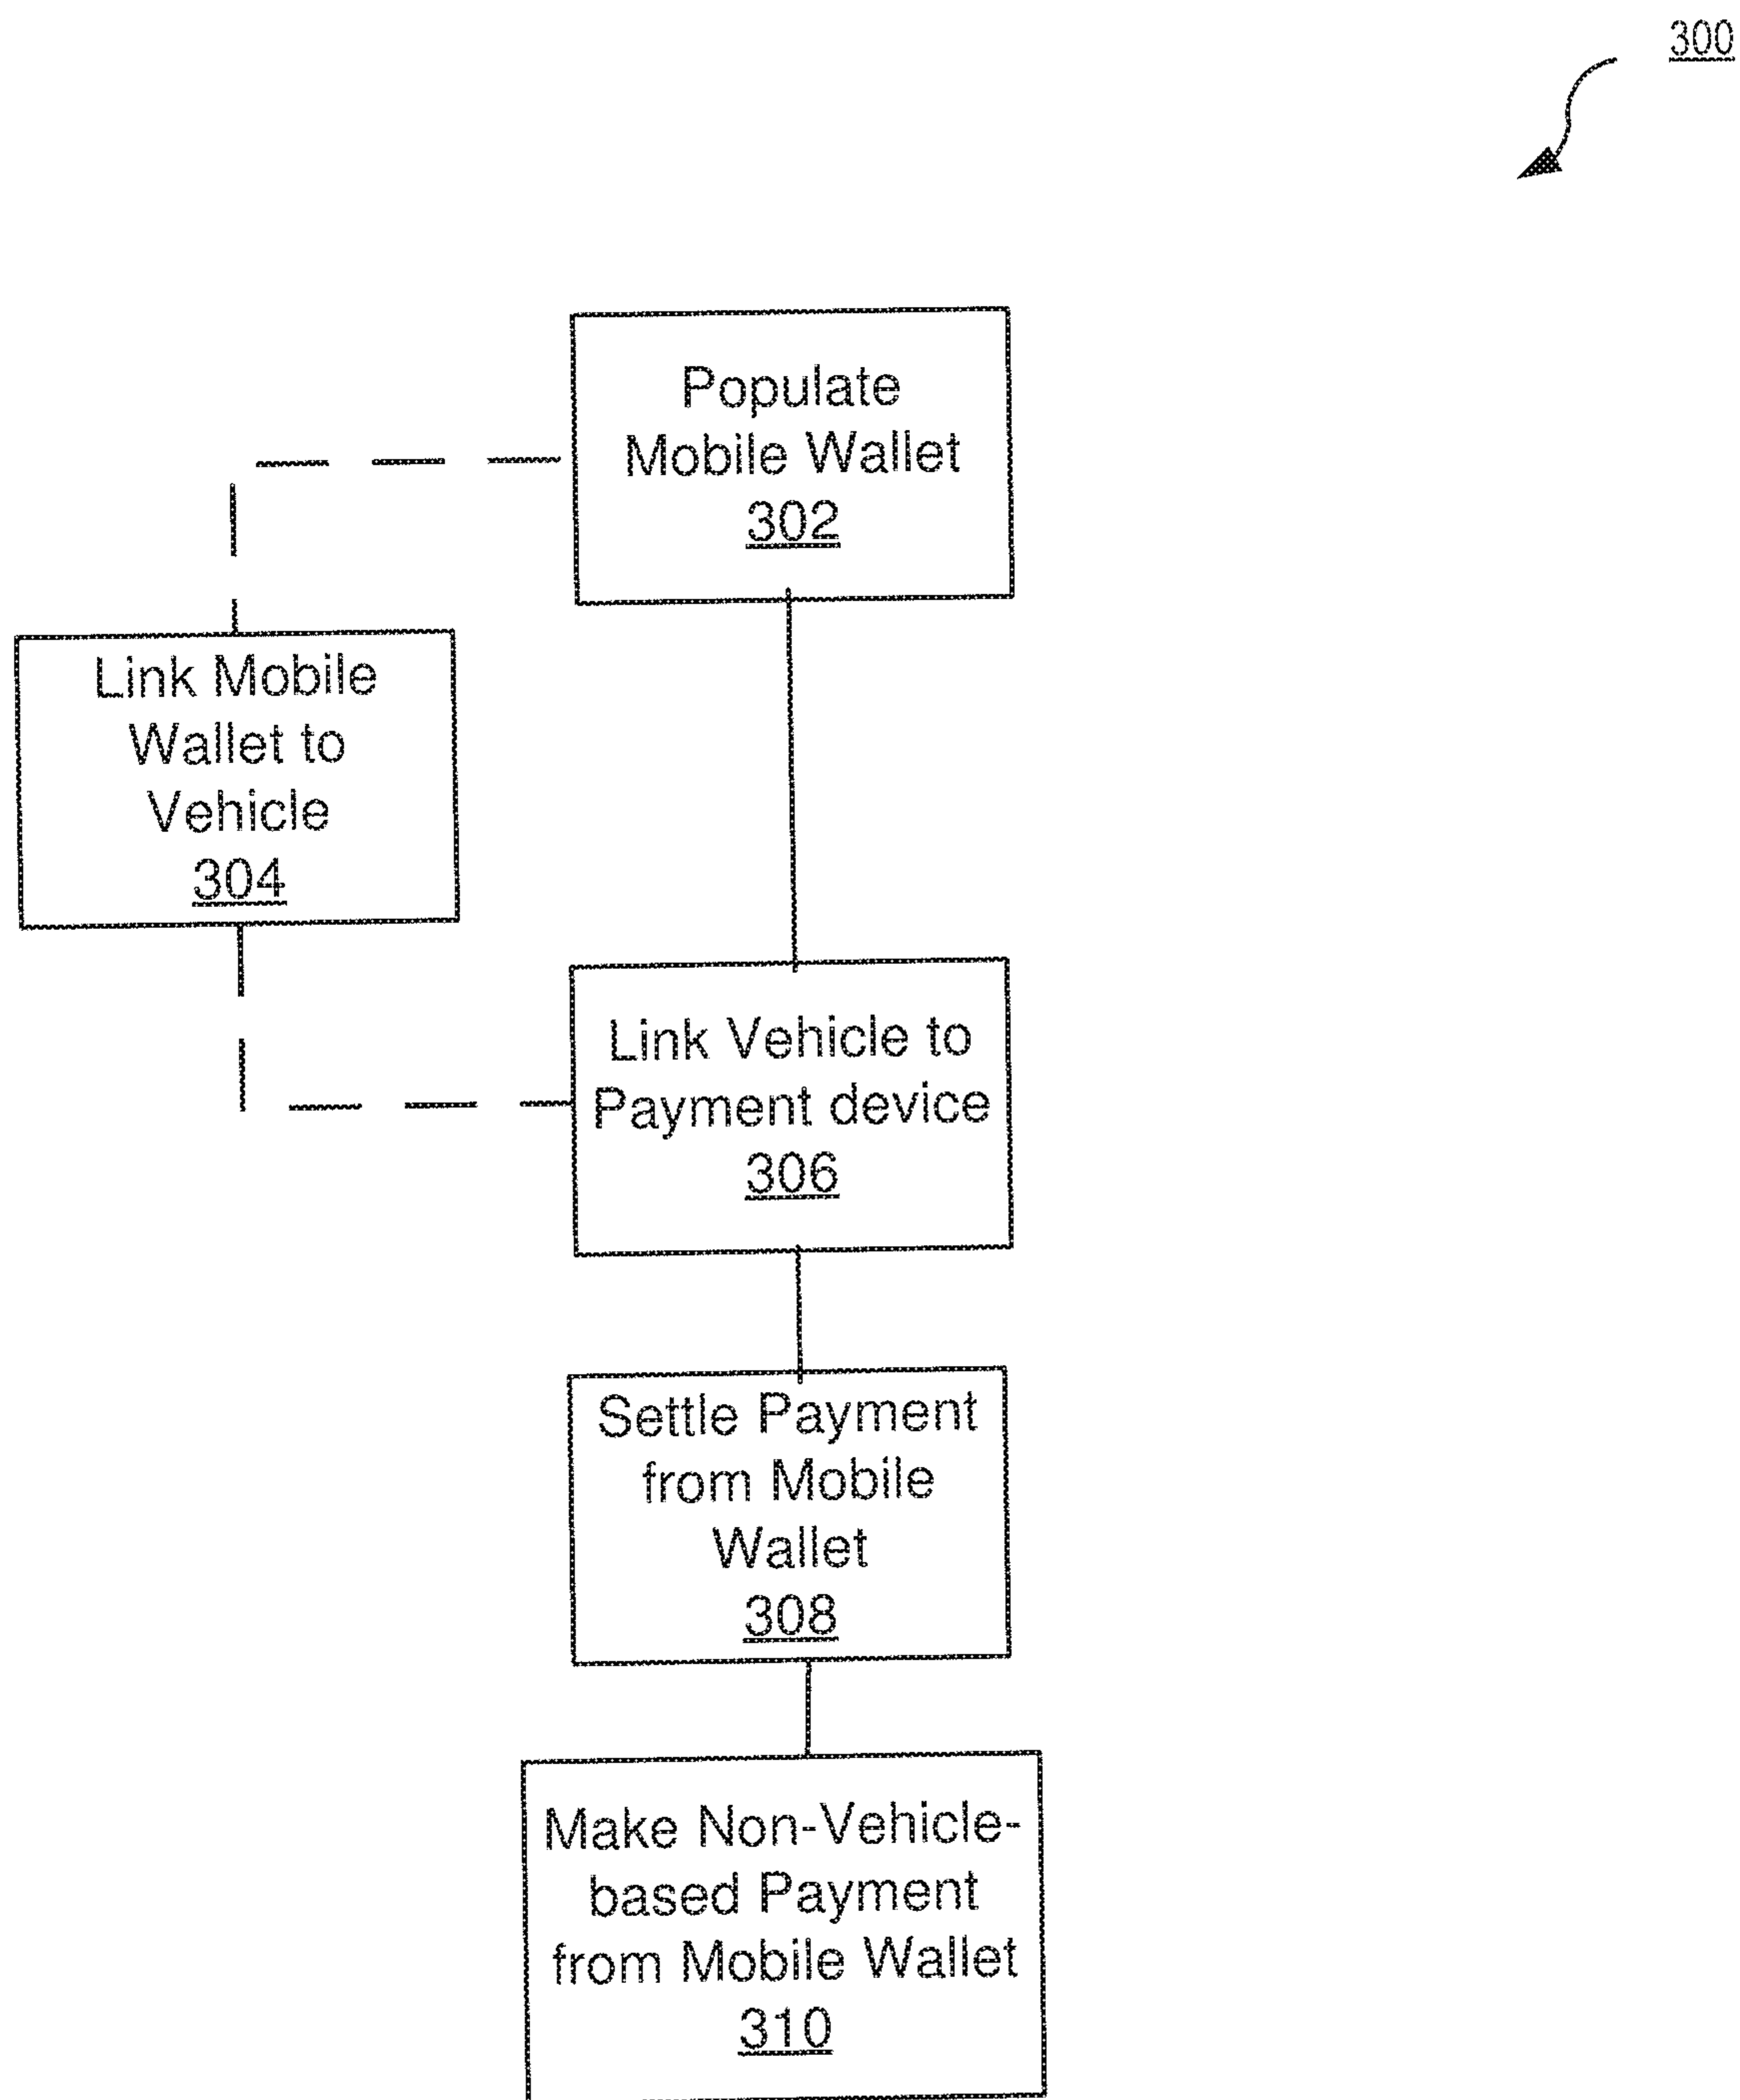 300
Populate
Mobile Wallet
302
Link Mobile
Wallet to
Vehicle
304
Link Vehicle to
Payment device
306
Settle Payment
from Mobile
Wallet
308
Make Non-Vehicle-
based Payment
from Mobile Wallet
310